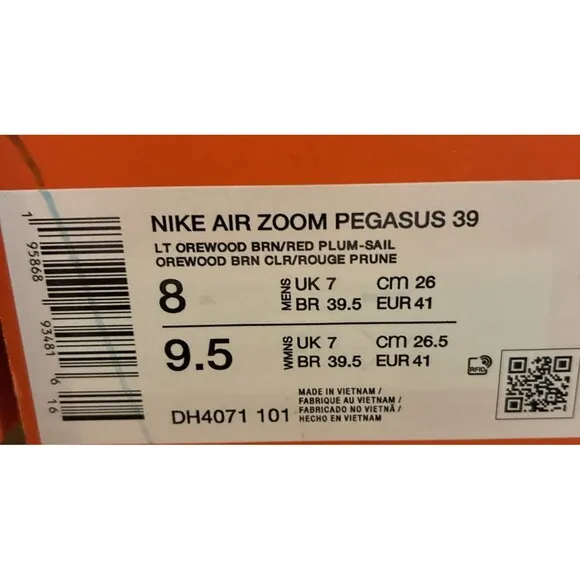 NIKE AIR ZOOM PEGASUS 39
LT OREWOOD BRN/RED PLUM-SAIL
OREWOOD BRN CLR/ROUGE PRUNE
8 MENS UK 7 CM 26
BR 39.5 EUR 41
9.5 WMNS UK 7 CM 26.5
BR 39.5 EUR 41
RFID
DH4071 101
MADE IN VIETNAM /
FABRIQUE AU VIETNAM /
FABRICADO NO VIETNÃ /
HECHO EN VIETNAM
1 95868 93481 6 16